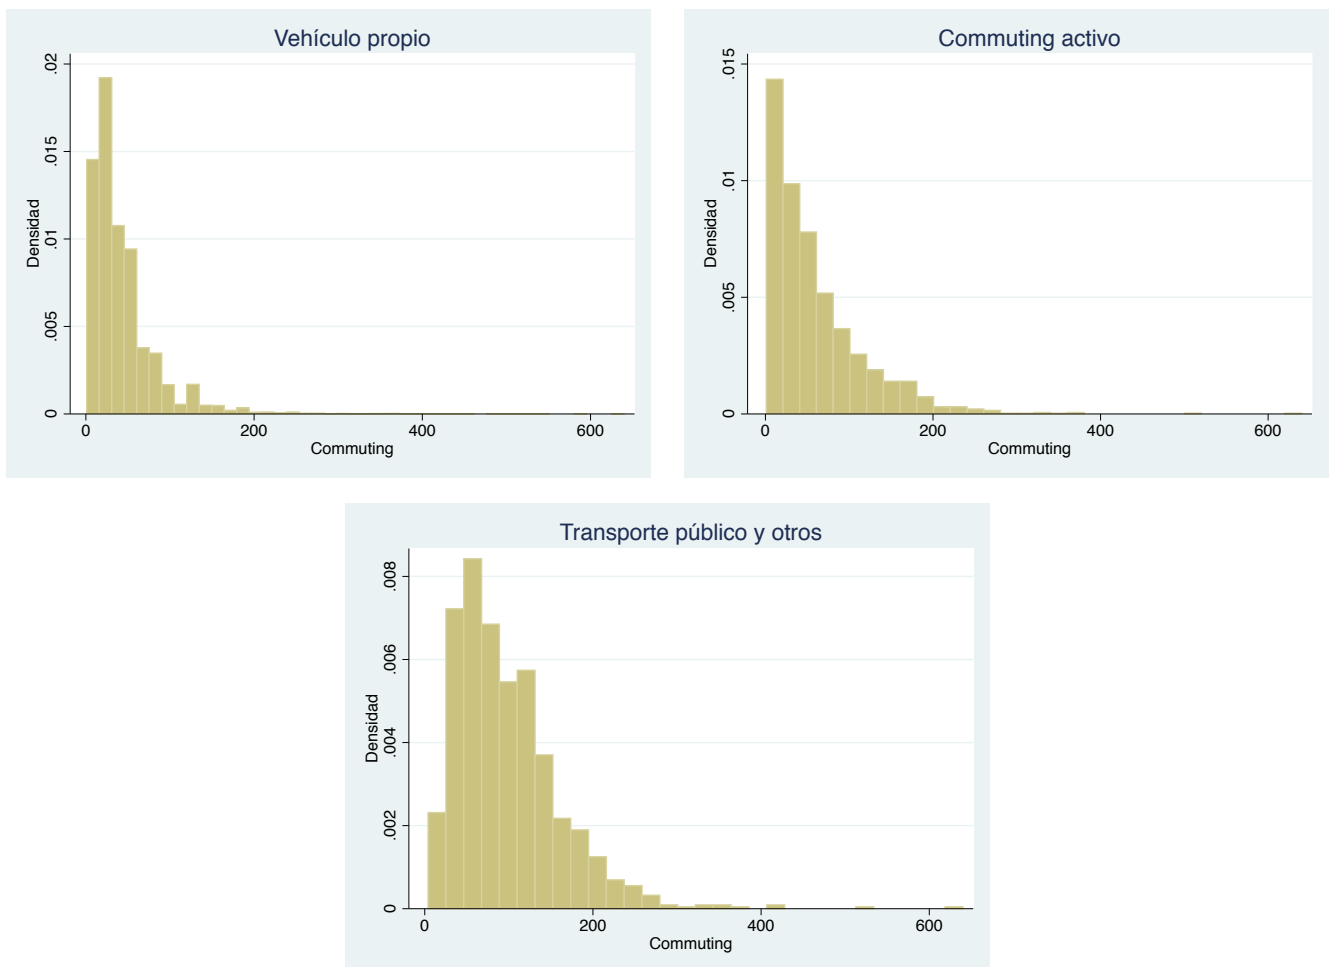 Vehículo propio
.02
.015
.01
.005
0
Densidad
0 200 400 600
Commuting
Commuting activo
.015
.01
.005
0
Densidad
0 200 400 600
Commuting
Transporte público y otros
.008
.006
.004
.002
0
Densidad
0 200 400 600
Commuting